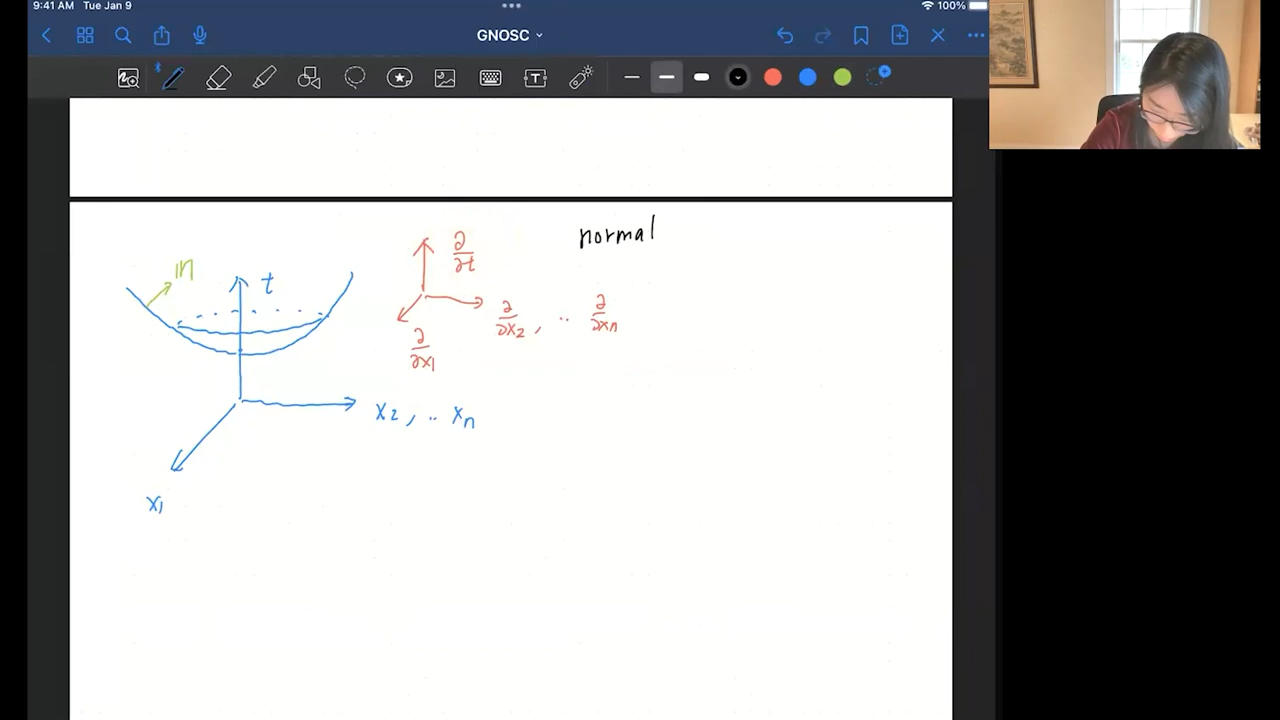 9:41 AM Tue Jan 9
100%
GNOSC
normal
∂/∂t
n
t
∂/∂x2, .. ∂/∂xn
∂/∂x1
x2, .. xn
x1